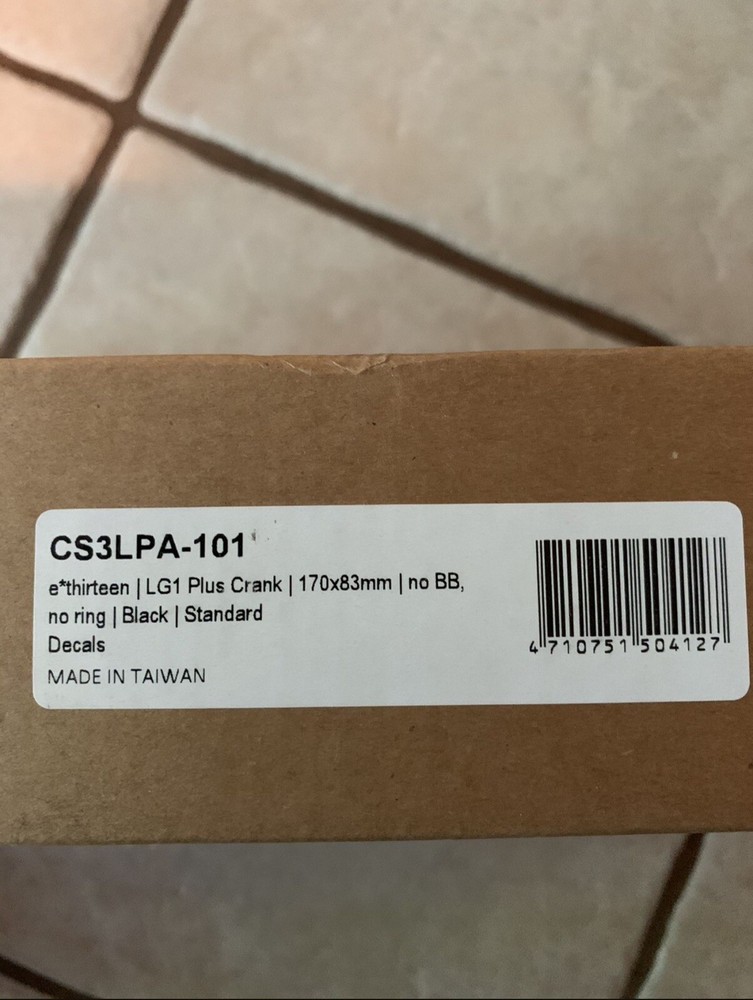 CS3LPA-101
e*thirteen | LG1 Plus Crank | 170x83mm | no BB,
no ring | Black | Standard
Decals
MADE IN TAIWAN
4 710751 504127